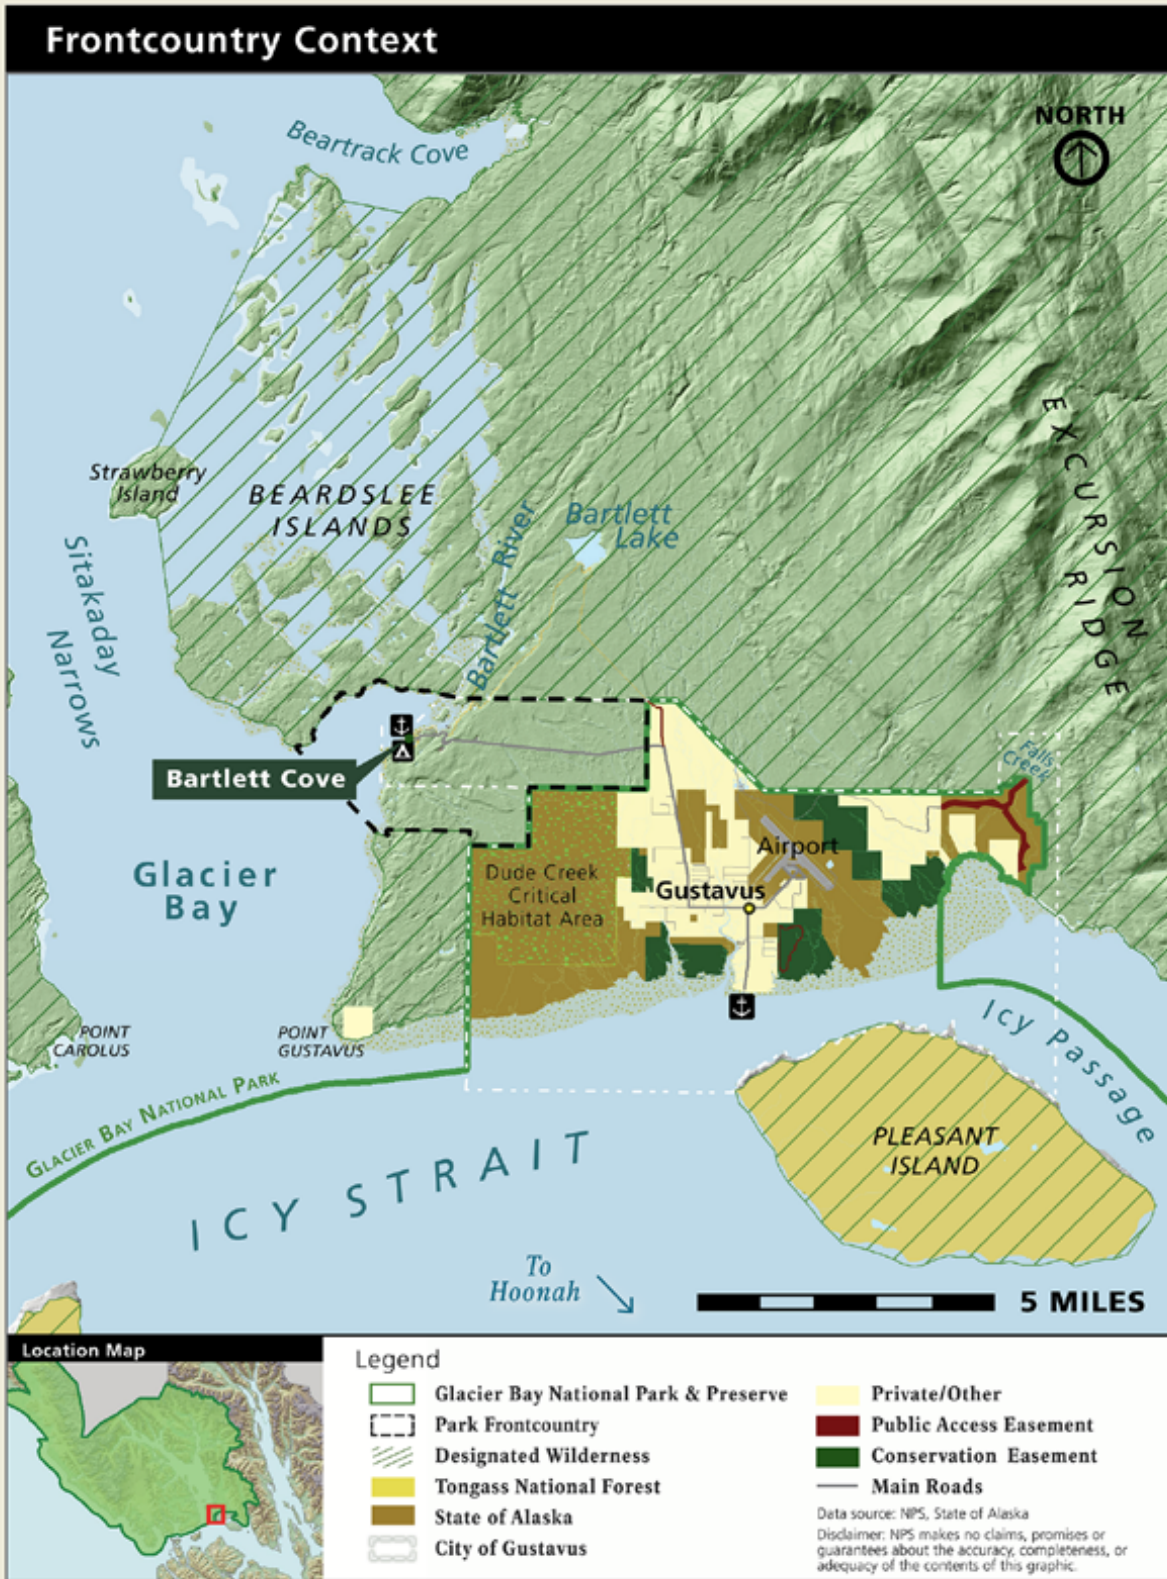 Frontcountry Context
NORTH
Beartrack Cove
EXCURSION
RIDGE
Strawberry
Island
BEARDSLEE
ISLANDS
Bartlett
Lake
Bartlett River
Sitakaday
Narrows
Bartlett Cove
Falls
Creek
Airport
Glacier
Bay
Dude Creek
Critical
Habitat Area
Gustavus
POINT
CAROLUS
POINT
GUSTAVUS
Icy Passage
GLACIER BAY NATIONAL PARK
PLEASANT
ISLAND
ICY STRAIT
To
Hoonah
5 MILES
Location Map
Legend
Glacier Bay National Park & Preserve
Park Frontcountry
Designated Wilderness
Tongass National Forest
State of Alaska
City of Gustavus
Private/Other
Public Access Easement
Conservation Easement
Main Roads
Data source: NPS, State of Alaska
Disclaimer: NPS makes no claims, promises or
guarantees about the accuracy, completeness, or
adequacy of the contents of this graphic.